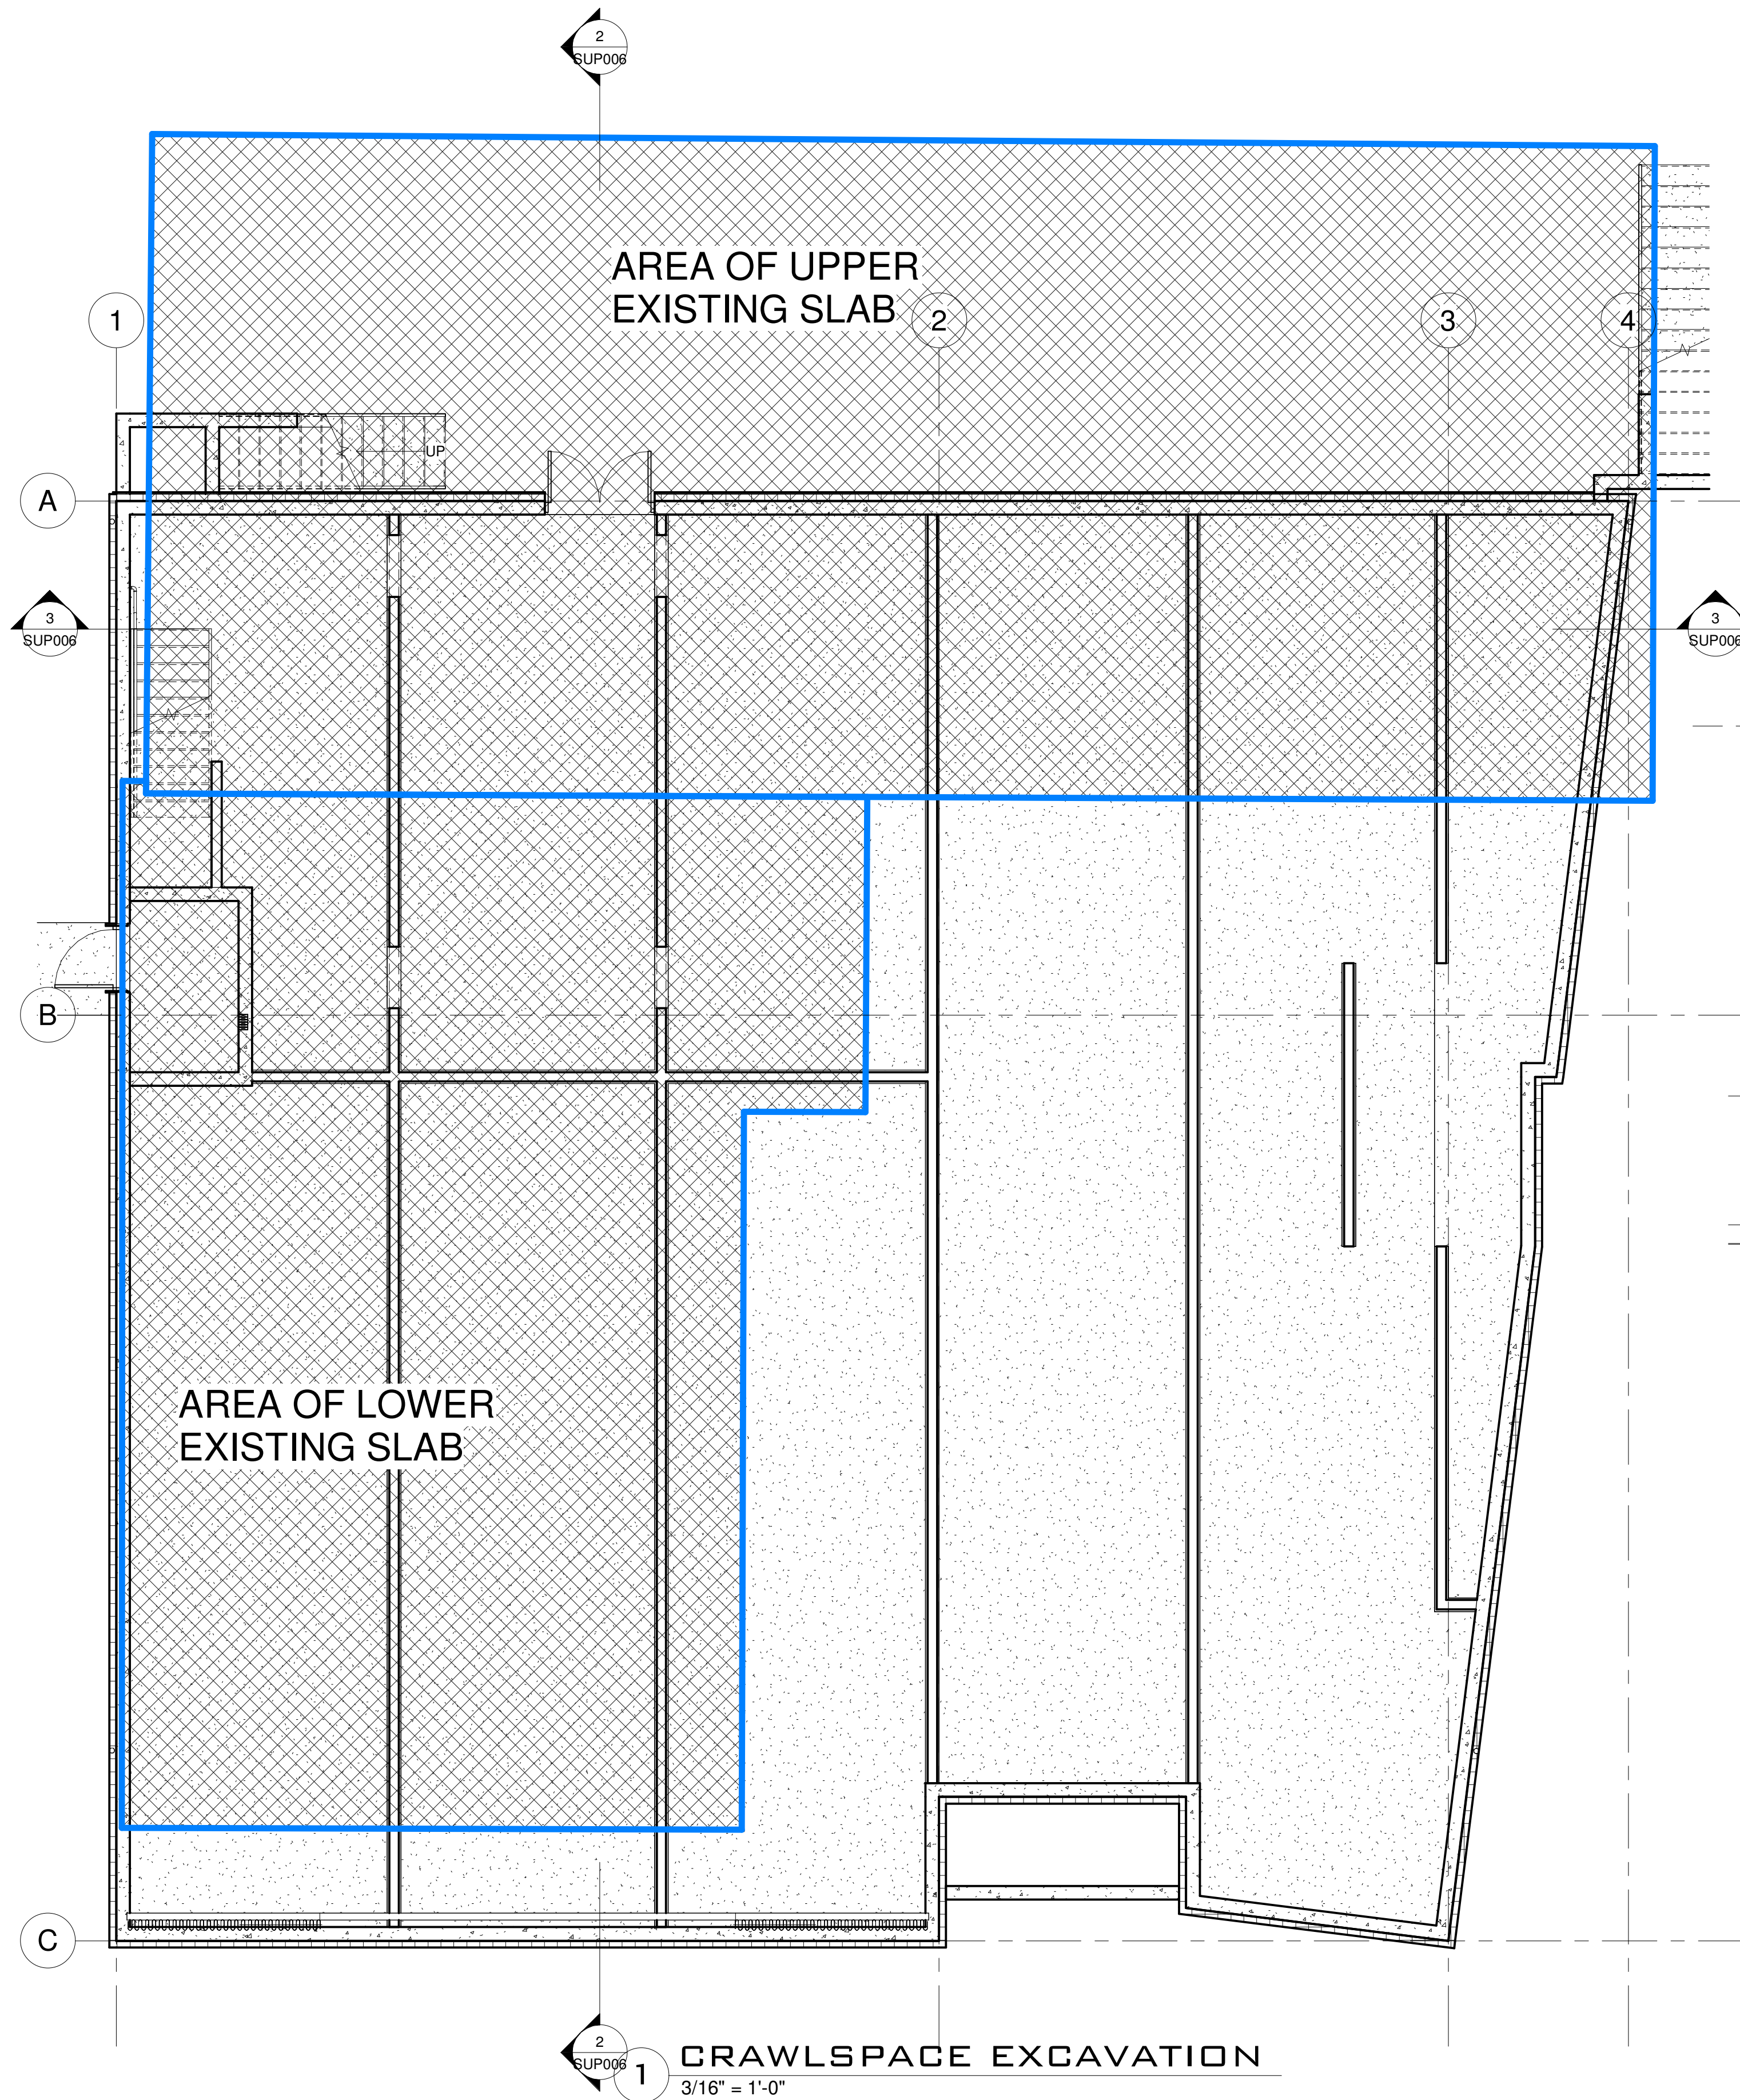 2
SUP006
AREA OF UPPER
EXISTING SLAB
1
2
3
4
UP
A
3
SUP006
3
SUP006
B
AREA OF LOWER
EXISTING SLAB
C
2
SUP006
1
CRAWLSPACE EXCAVATION
3/16" = 1'-0"